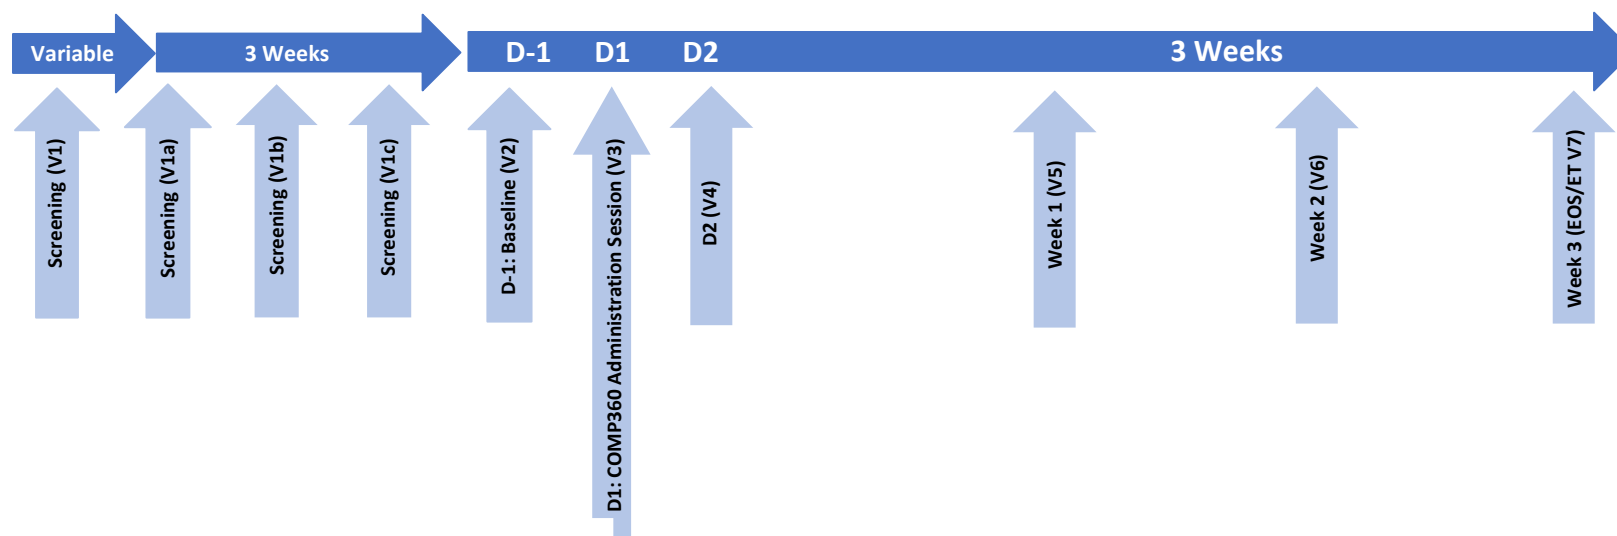 Variable
3 Weeks
D-1
D1
D2
3 Weeks
Screening (V1)
Screening (V1a)
Screening (V1b)
Screening (V1c)
D-1: Baseline (V2)
D1: COMP360 Administration Session (V3)
D2 (V4)
Week 1 (V5)
Week 2 (V6)
Week 3 (EOS/ET V7)